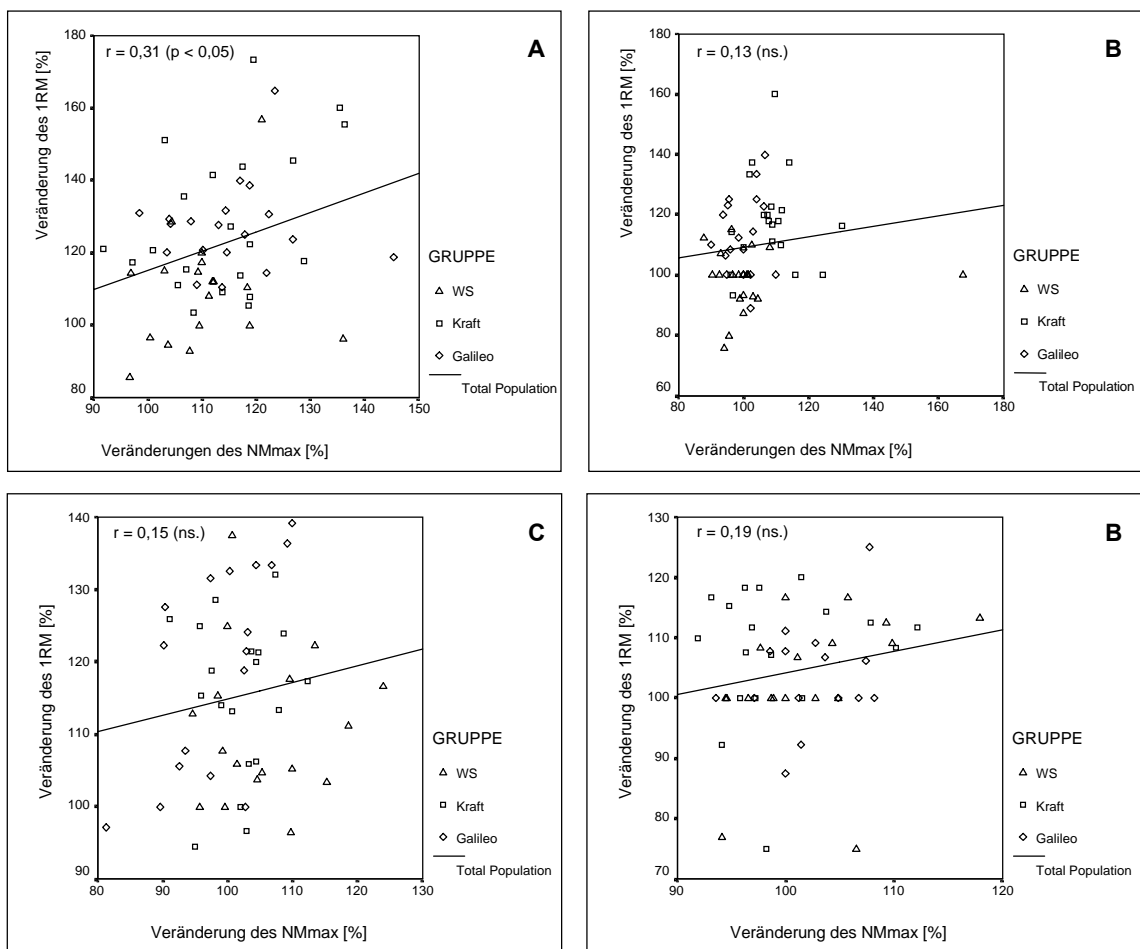 r = 0,31 (p < 0,05)
A
Veränderung des 1RM [%]
180
160
140
120
100
80
90 100 110 120 130 140 150
Veränderungen des NMmax [%]
GRUPPE
WS
Kraft
Galileo
Total Population
r = 0,13 (ns.)
B
Veränderung des 1RM [%]
180
160
140
120
100
80
60
80 100 120 140 160 180
Veränderungen des NMmax [%]
GRUPPE
WS
Kraft
Galileo
Total Population
r = 0,15 (ns.)
C
Veränderung des 1RM [%]
140
130
120
110
100
90
80 90 100 110 120 130
Veränderung des NMmax [%]
GRUPPE
WS
Kraft
Galileo
Total Population
r = 0,19 (ns.)
B
Veränderung des 1RM [%]
130
120
110
100
90
80
70
90 100 110 120
Veränderung des NMmax [%]
GRUPPE
WS
Kraft
Galileo
Total Population